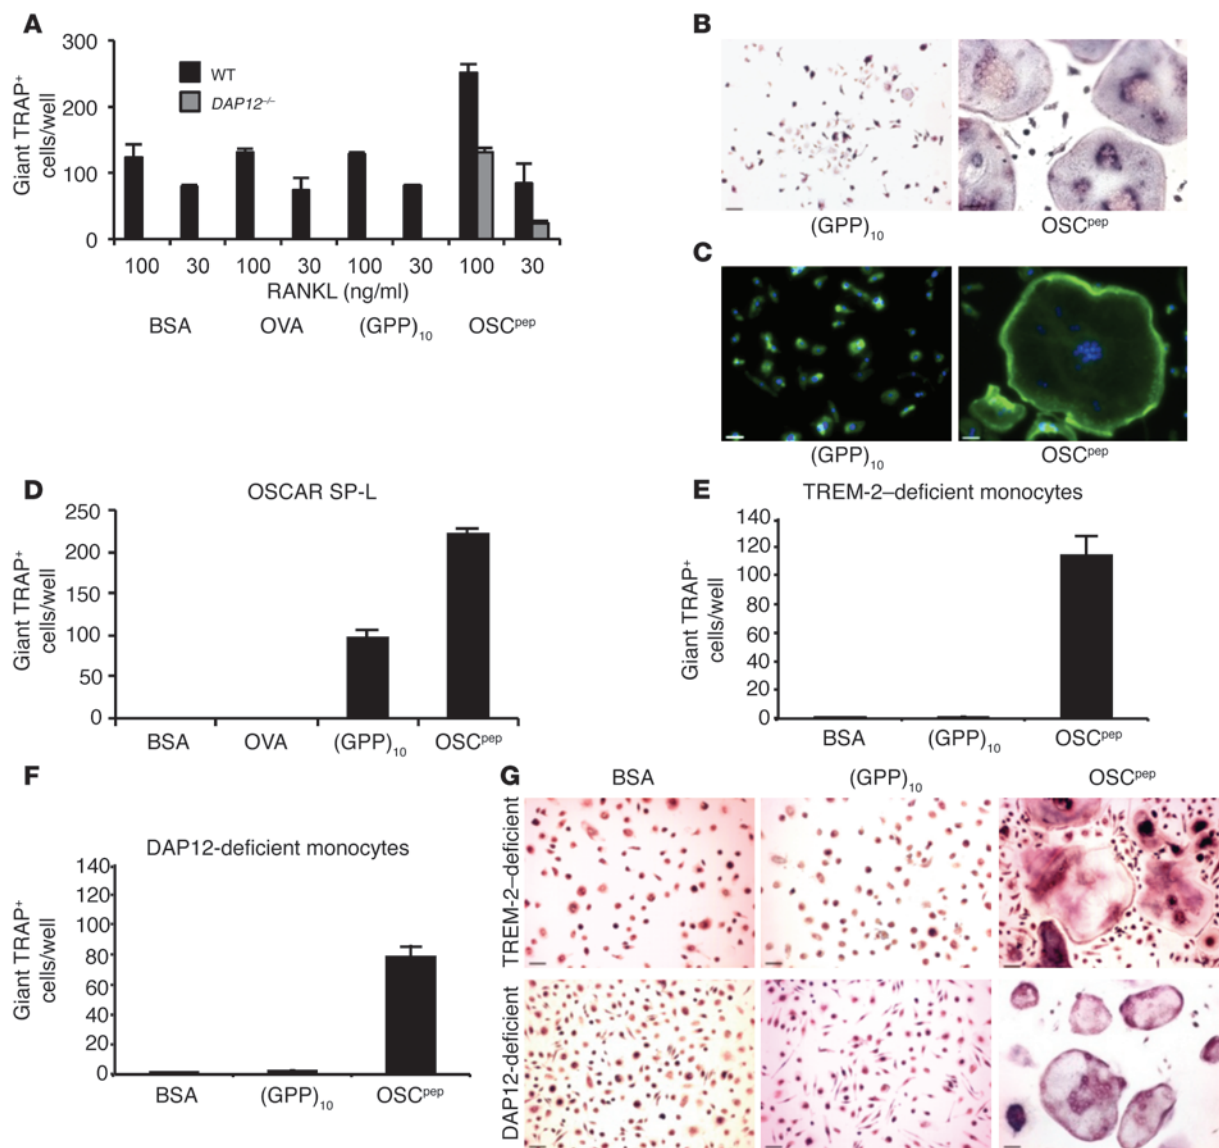 A
Giant TRAP⁺
cells/well
300
200
100
0
WT
DAP12⁻/⁻
100 30 100 30 100 30 100 30
RANKL (ng/ml)
BSA OVA (GPP)₁₀ OSCᵖᵉᵖ
B
(GPP)₁₀ OSCᵖᵉᵖ
C
(GPP)₁₀ OSCᵖᵉᵖ
D
OSCAR SP-L
Giant TRAP⁺
cells/well
250
200
150
100
50
0
BSA OVA (GPP)₁₀ OSCᵖᵉᵖ
E
TREM-2–deficient monocytes
Giant TRAP⁺
cells/well
140
120
100
80
60
40
20
0
BSA (GPP)₁₀ OSCᵖᵉᵖ
F
DAP12-deficient monocytes
Giant TRAP⁺
cells/well
140
120
100
80
60
40
20
0
BSA (GPP)₁₀ OSCᵖᵉᵖ
G
BSA (GPP)₁₀ OSCᵖᵉᵖ
TREM-2–deficient
DAP12-deficient